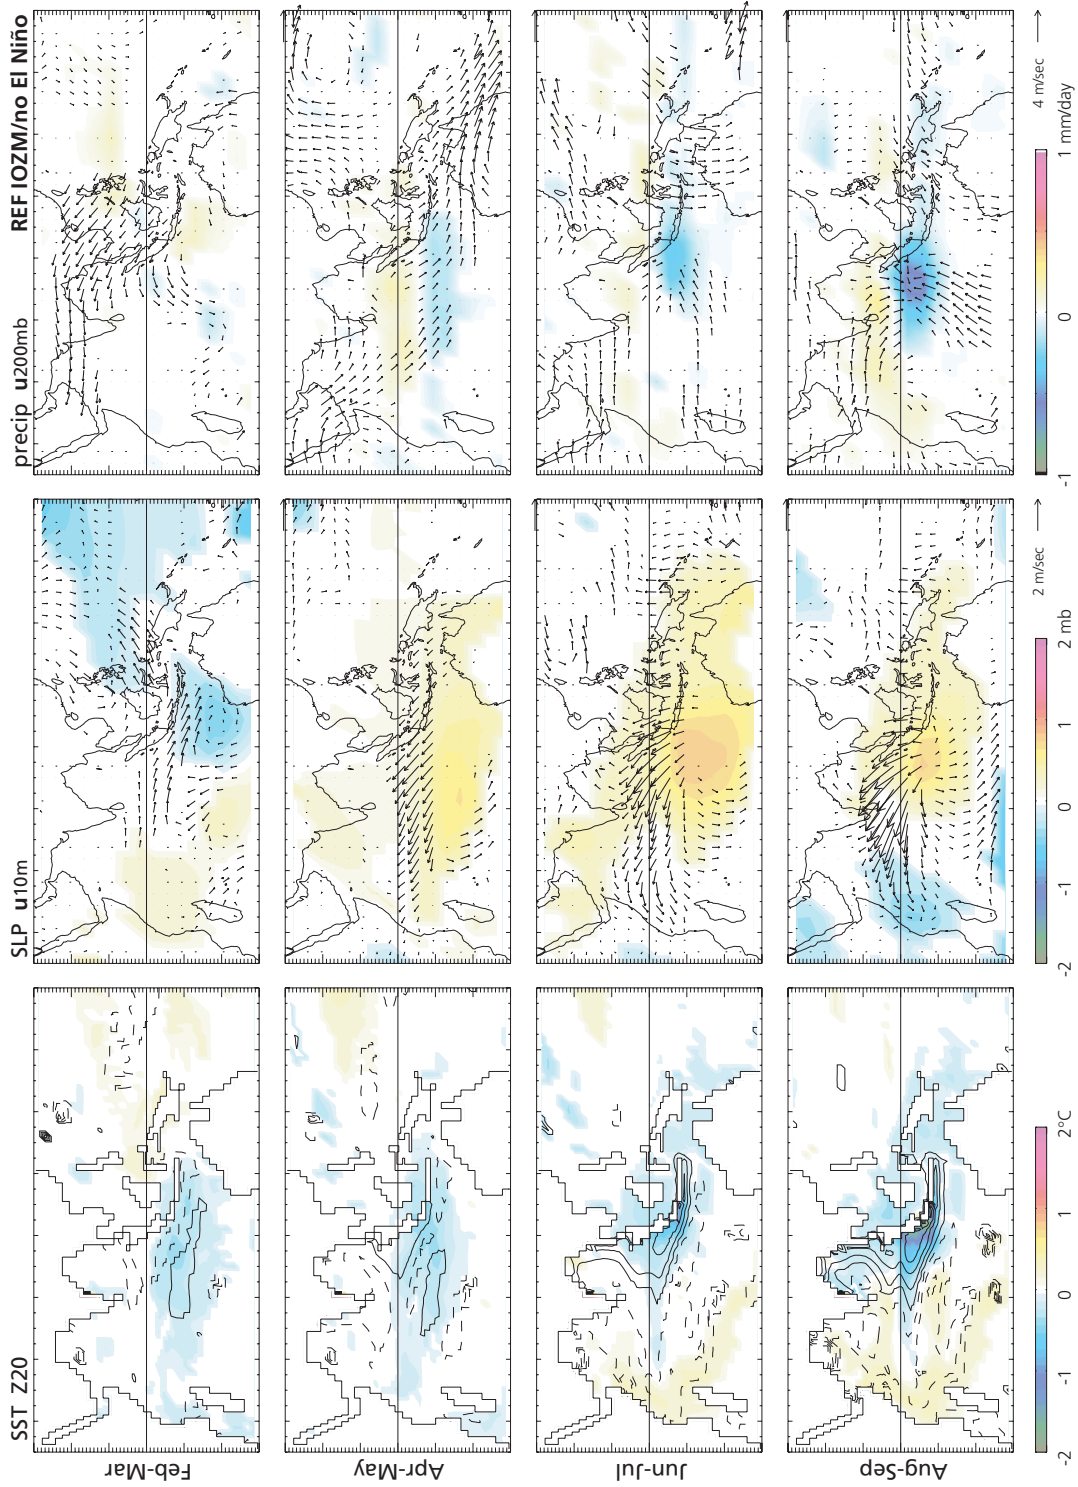 SST Z20
SLP u10m
precip u200mb
REF IOZM/no El Niño
Feb-Mar
Apr-May
Jun-Jul
Aug-Sep
-2 -1 0 1 2°C
-2 -1 0 1 2 mb
2 m/sec
-1 0 1 mm/day
4 m/sec